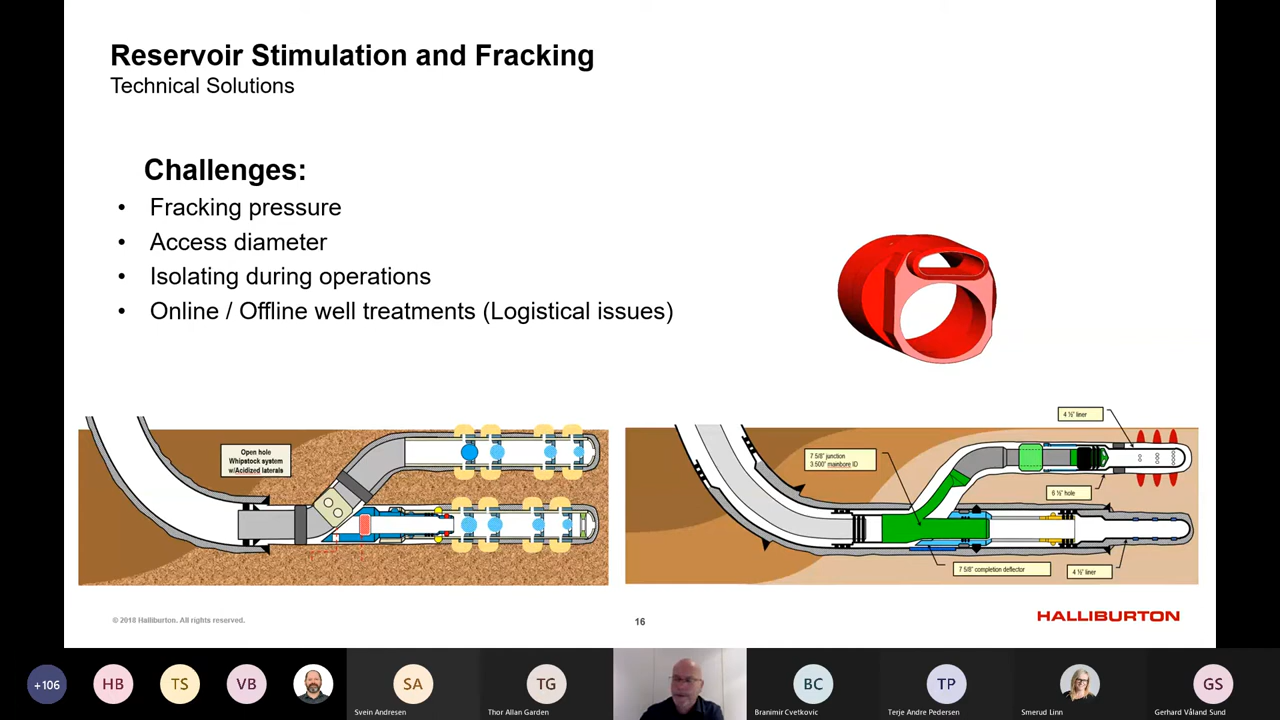 Reservoir Stimulation and Fracking
Technical Solutions
Challenges:
• Fracking pressure
• Access diameter
• Isolating during operations
• Online / Offline well treatments (Logistical issues)
Open hole
Whipstock system
w/Acidized laterals
4 ½" liner
7 5/8" junction
3.500" mainbore ID
6 ½" hole
7 5/8" completion deflector
4 ½" liner
© 2018 Halliburton. All rights reserved.
16
HALLIBURTON
+106
HB
TS
VB
SA
Svein Andresen
TG
Thor Allan Garden
BC
Branimir Cvetkovic
TP
Terje Andre Pedersen
Smerud Linn
GS
Gerhard Våland Sund